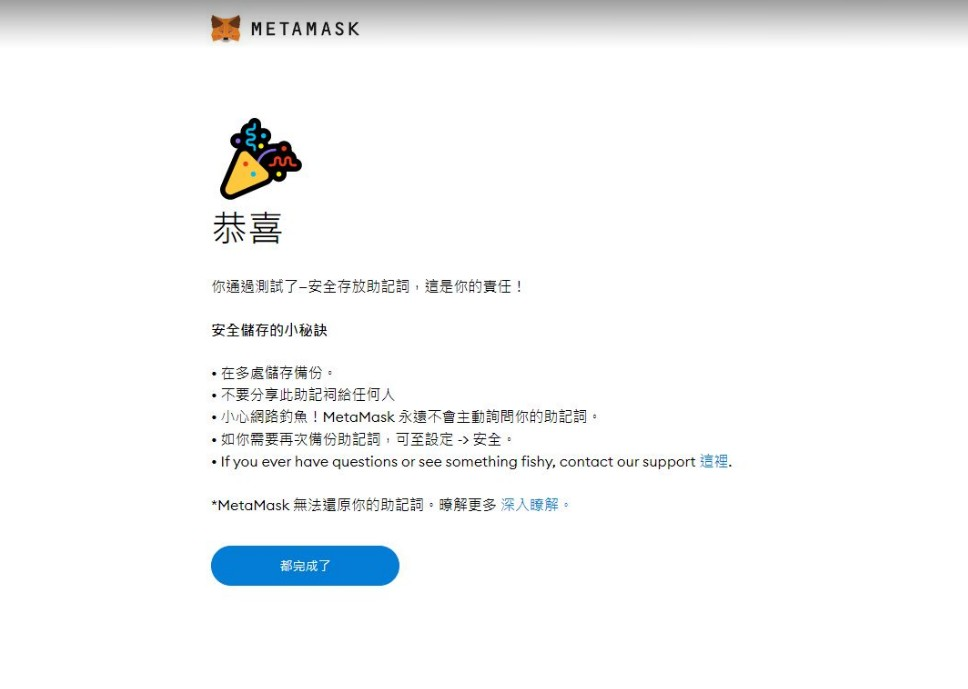 METAMASK
恭喜
你通過測試了–安全存放助記詞，這是你的責任！
安全儲存的小秘訣
• 在多處儲存備份。
• 不要分享此助記祠給任何人
• 小心網路釣魚！MetaMask 永遠不會主動詢問你的助記詞。
• 如你需要再次備份助記詞，可至設定 -> 安全。
• If you ever have questions or see something fishy, contact our support 這裡.
*MetaMask 無法還原你的助記詞。暸解更多 深入瞭解。
都完成了